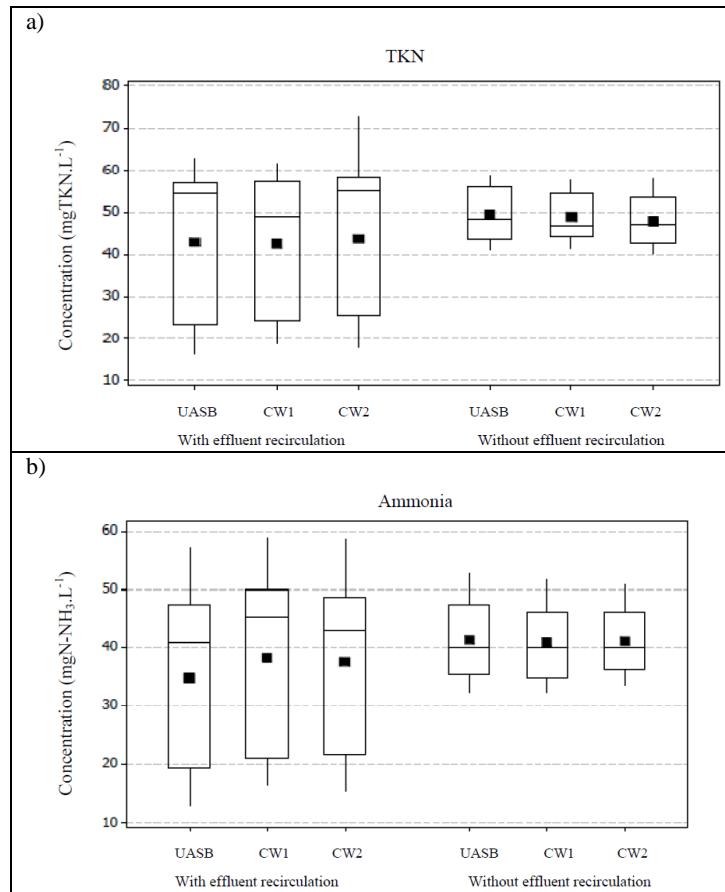 a)
TKN
Concentration (mgTKN.L⁻¹)
80
70
60
50
40
30
20
10
UASB CW1 CW2 UASB CW1 CW2
With effluent recirculation Without effluent recirculation
b)
Ammonia
Concentration (mgN-NH₃.L⁻¹)
60
50
40
30
20
10
UASB CW1 CW2 UASB CW1 CW2
With effluent recirculation Without effluent recirculation